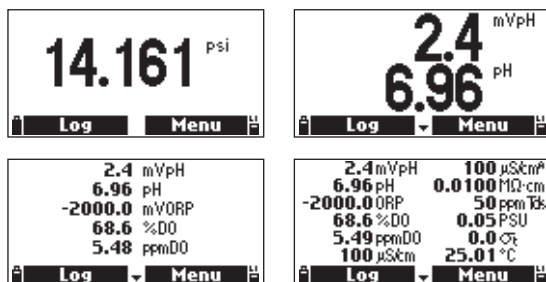 14.161 psi
Log Menu
2.4 mVpH
6.96 pH
Log Menu
2.4 mVpH
6.96 pH
-2000.0 mVORP
68.6 %DO
5.48 ppmDO
Log Menu
2.4 mVpH 100 µS/cmᴬ
6.96 pH 0.0100 MΩ·cm
-2000.0 ORP 50 ppm Tds
68.6 %DO 0.05 PSU
5.49 ppmDO 0.0 σt
100 µS/cm 25.01 °C
Log Menu